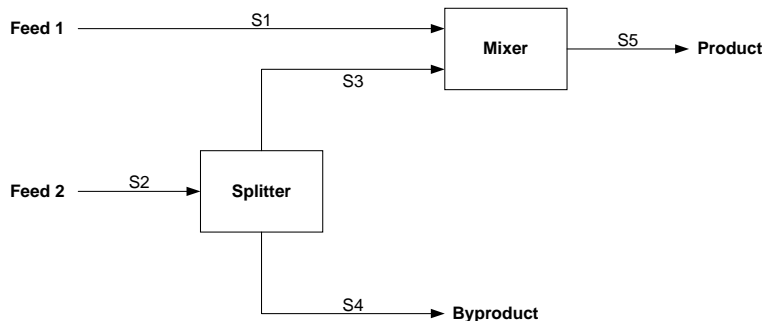 Feed 1
S1
Mixer
S5
Product
S3
Feed 2
S2
Splitter
S4
Byproduct